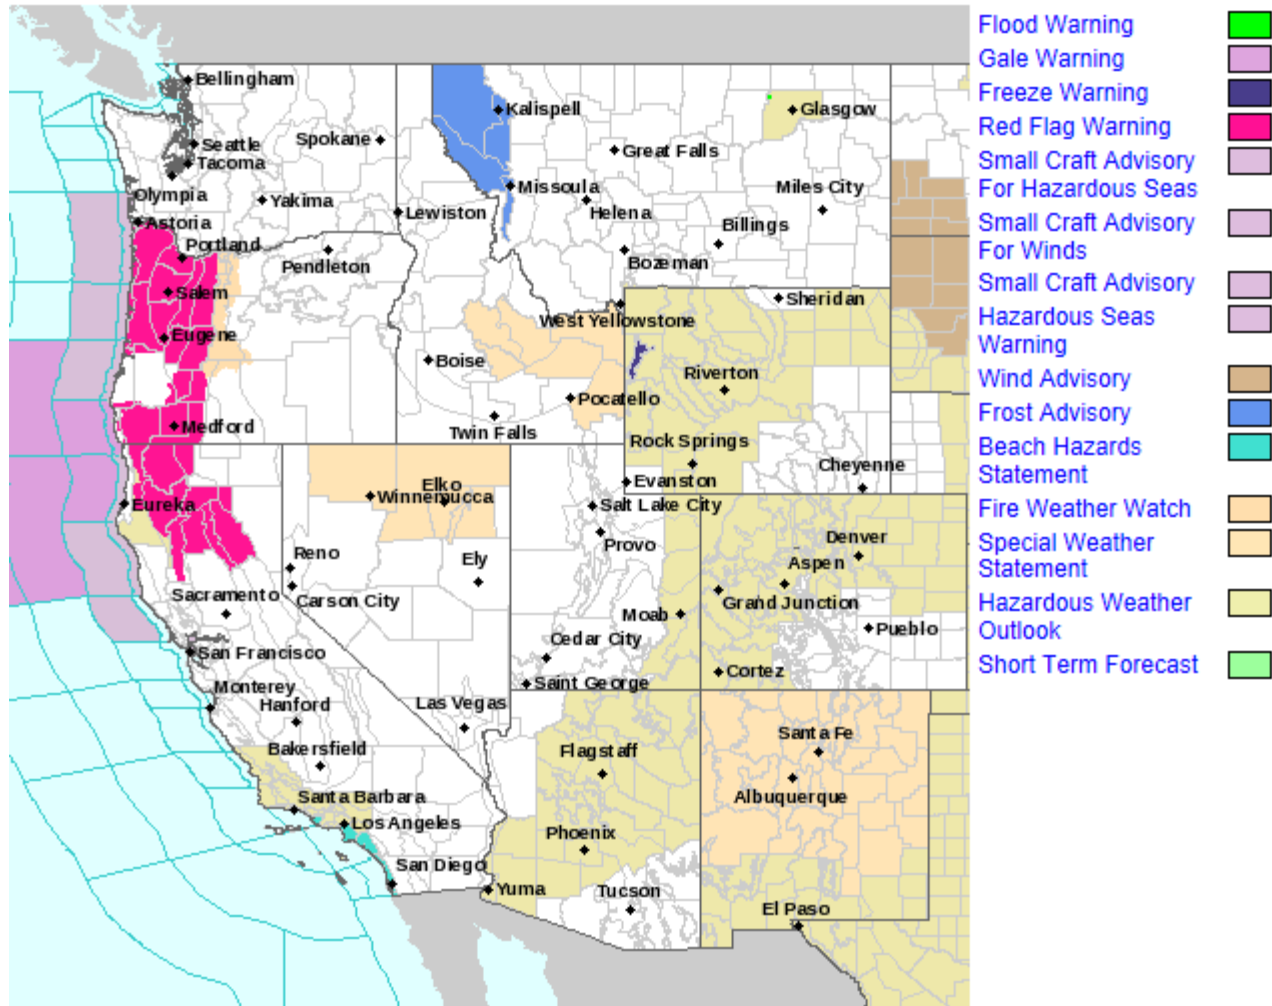 Bellingham
Seattle
Spokane
Tacoma
Olympia
Yakima
Astoria
Lewiston
Portland
Pendleton
Salem
Eugene
Medford
Kalispell
Glasgow
Great Falls
Missoula
Miles City
Helena
Billings
Bozeman
Sheridan
West Yellowstone
Boise
Riverton
Pocatello
Twin Falls
Rock Springs
Cheyenne
Evanston
Elko
Winnemucca
Eureka
Salt Lake City
Provo
Denver
Reno
Ely
Aspen
Sacramento
Carson City
Grand Junction
Moab
Pueblo
Cedar City
San Francisco
Cortez
Saint George
Monterey
Hanford
Las Vegas
Santa Fe
Bakersfield
Flagstaff
Albuquerque
Santa Barbara
Los Angeles
Phoenix
San Diego
Yuma
Tucson
El Paso
Flood Warning
Gale Warning
Freeze Warning
Red Flag Warning
Small Craft Advisory
For Hazardous Seas
Small Craft Advisory
For Winds
Small Craft Advisory
Hazardous Seas
Warning
Wind Advisory
Frost Advisory
Beach Hazards
Statement
Fire Weather Watch
Special Weather
Statement
Hazardous Weather
Outlook
Short Term Forecast